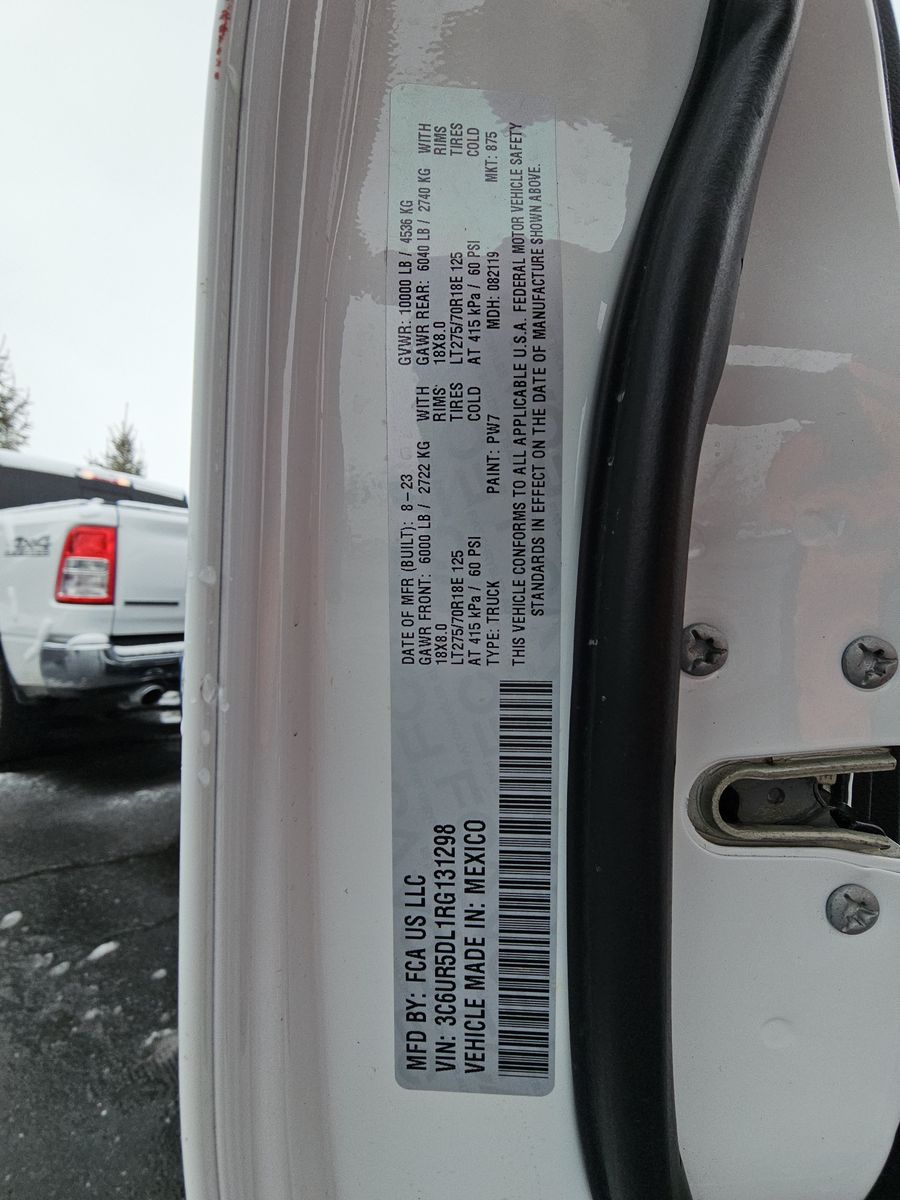 MFD BY: FCA US LLC
VIN: 3C6UR5DL1RG131298
VEHICLE MADE IN: MEXICO
DATE OF MFR (BUILT): 8-23 GVWR: 10000 LB / 4536 KG
GAWR FRONT: 6000 LB / 2722 KG WITH GAWR REAR: 6040 LB / 2740 KG WITH
18X8.0 RIMS 18X8.0 RIMS
LT275/70R18E 125 TIRES LT275/70R18E 125 TIRES
AT 415 kPa / 60 PSI COLD AT 415 kPa / 60 PSI COLD
TYPE: TRUCK PAINT: PW7 MDH: 082119 MKT: 875
THIS VEHICLE CONFORMS TO ALL APPLICABLE U.S.A. FEDERAL MOTOR VEHICLE SAFETY
STANDARDS IN EFFECT ON THE DATE OF MANUFACTURE SHOWN ABOVE.
4X4